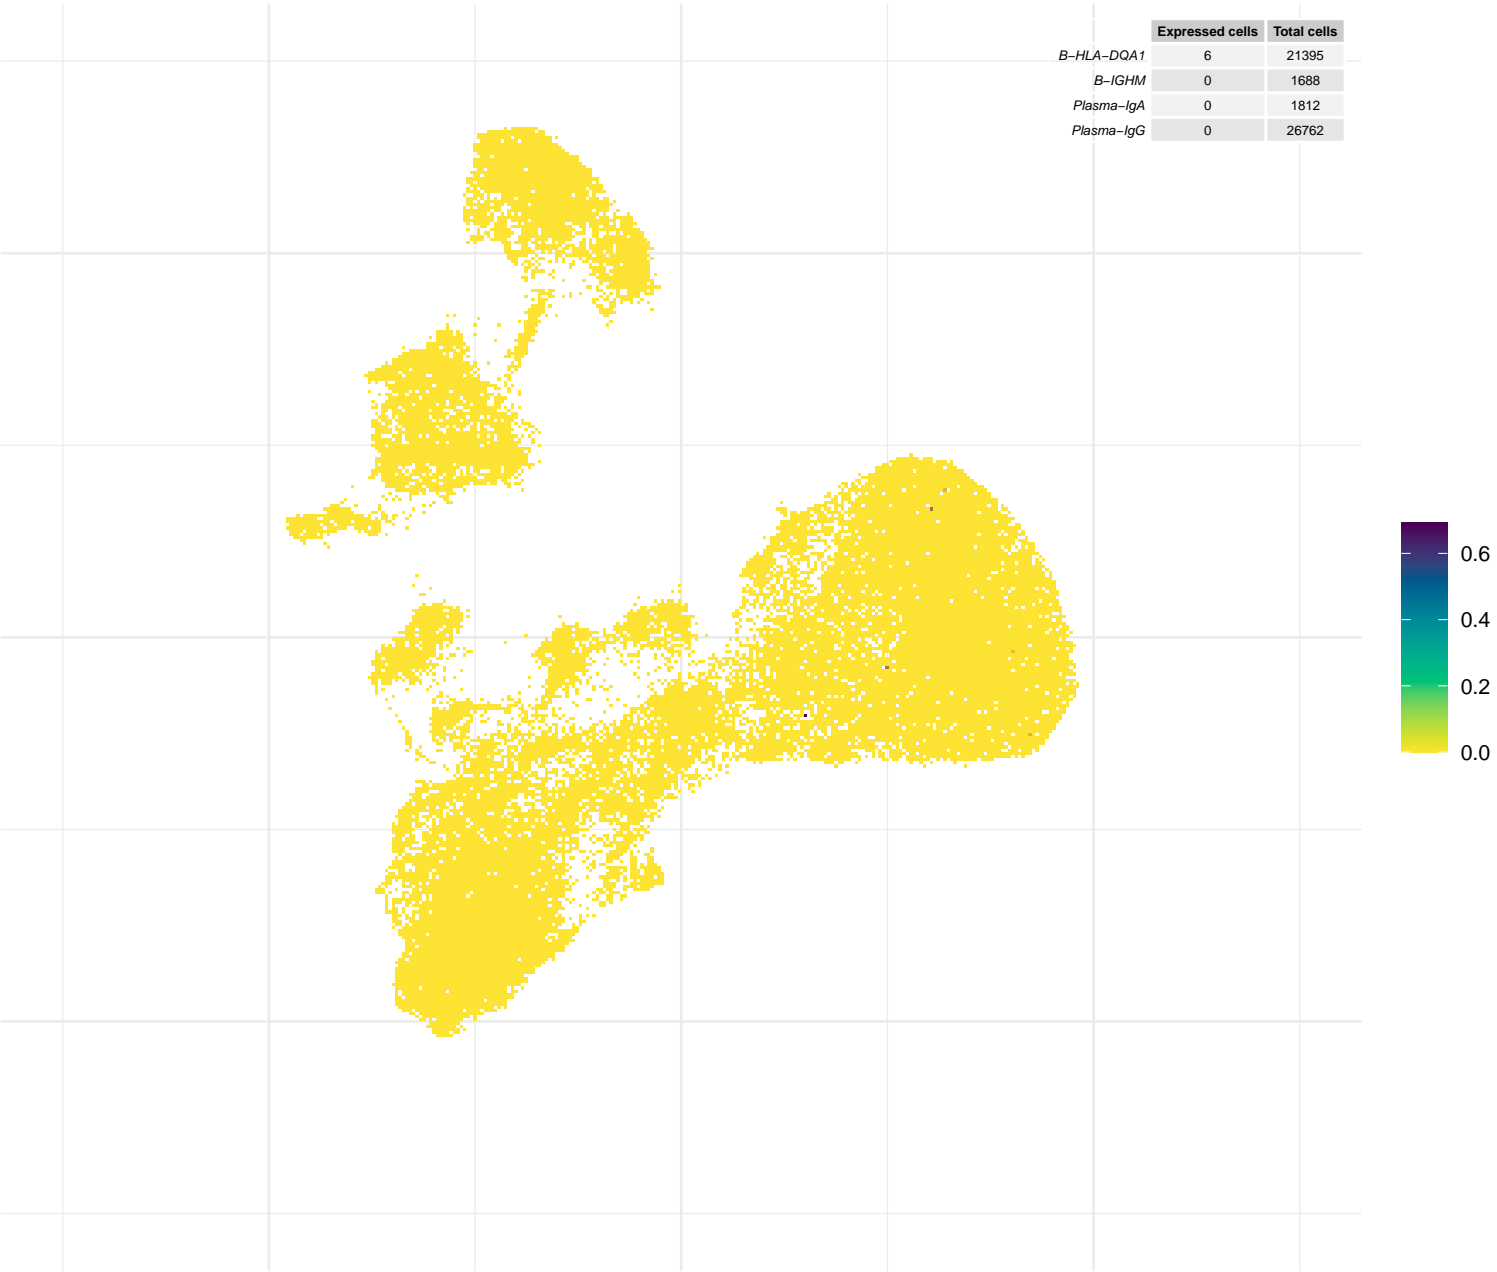 Expressed cells Total cells
B−HLA−DQA1 6 21395
B−IGHM 0 1688
Plasma−IgA 0 1812
Plasma−IgG 0 26762
0.6
0.4
0.2
0.0